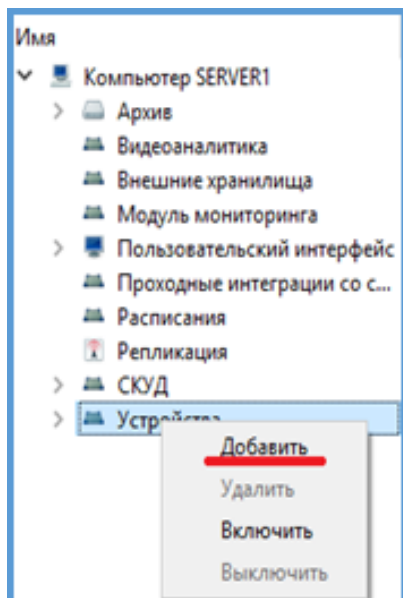 Имя
Компьютер SERVER1
Архив
Видеоаналитика
Внешние хранилища
Модуль мониторинга
Пользовательский интерфейс
Проходные интеграции со с...
Расписания
Репликация
СКУД
Устройства
Добавить
Удалить
Включить
Выключить